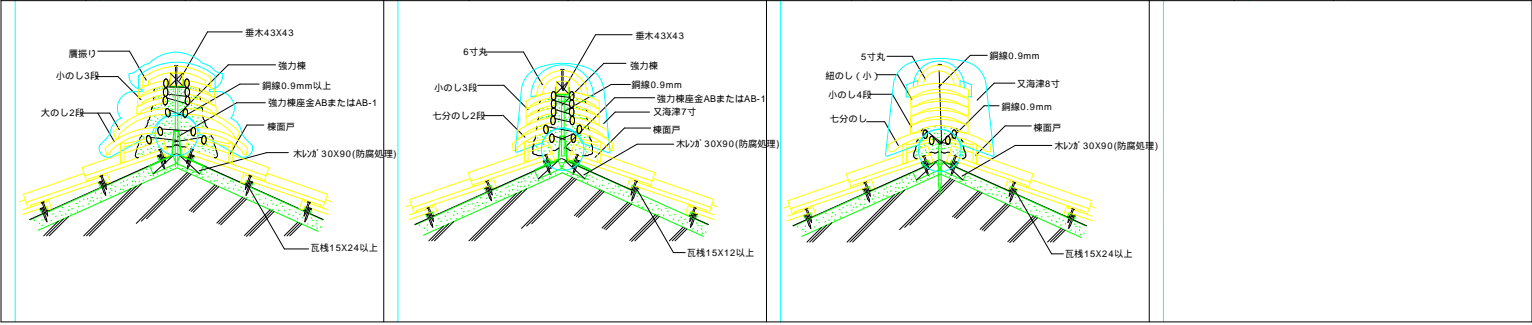 垂木43X43
鷹振り
強力棟
小のし3段
銅線0.9mm以上
強力棟座金ABまたはAB-1
大のし2段
棟面戸
木ﾚﾝｶﾞ30X90(防腐処理)
瓦桟15X24以上
垂木43X43
6寸丸
強力棟
小のし3段
銅線0.9mm
強力棟座金ABまたはAB-1
又海津7寸
七分のし2段
棟面戸
木ﾚﾝｶﾞ30X90(防腐処理)
瓦桟15X12以上
5寸丸
銅線0.9mm
紐のし(小)
又海津8寸
小のし4段
銅線0.9mm
七分のし
棟面戸
木ﾚﾝｶﾞ30X90(防腐処理)
瓦桟15X24以上